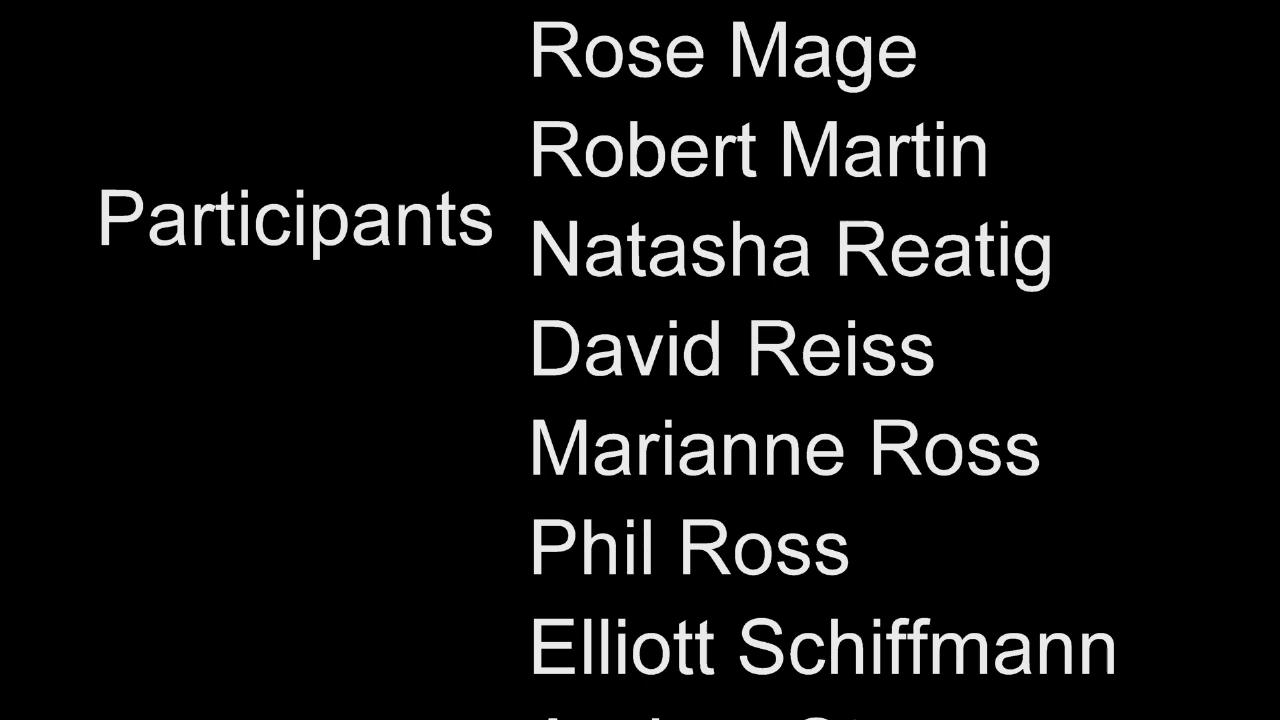 Rose Mage
Robert Martin
Participants
Natasha Reatig
David Reiss
Marianne Ross
Phil Ross
Elliott Schiffmann